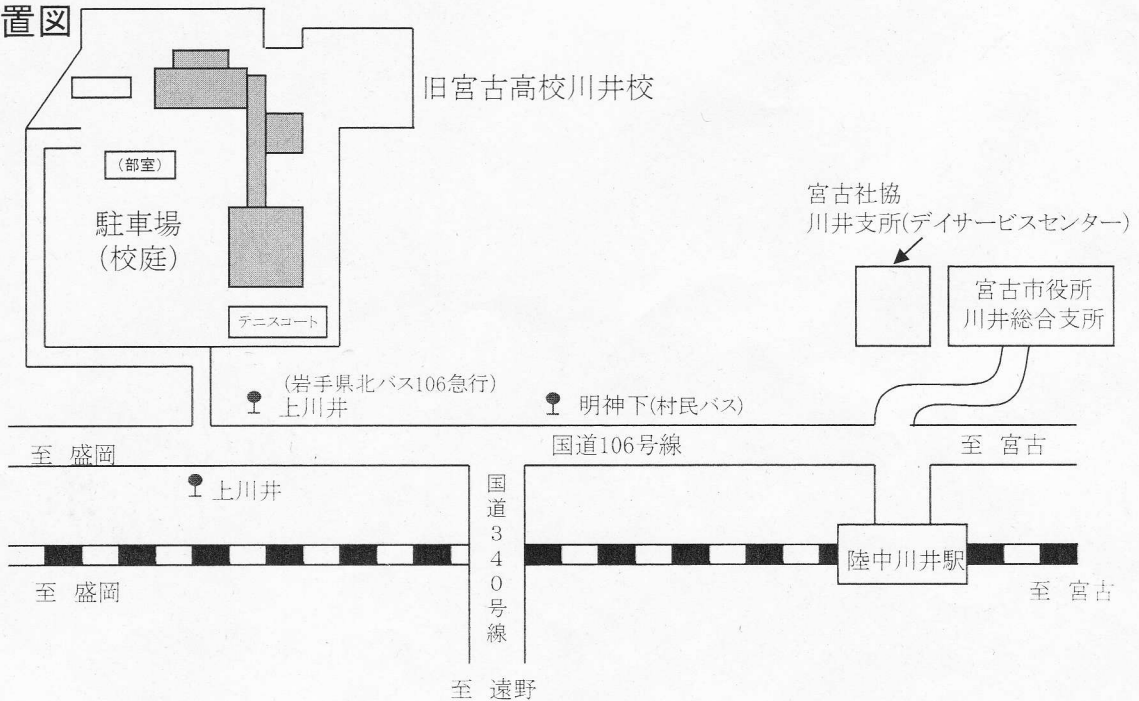 置図
旧宮古高校川井校
(部室)
駐車場
(校庭)
テニスコート
宮古社協
川井支所(デイサービスセンター)
宮古市役所
川井総合支所
(岩手県北バス106急行)
上川井
明神下(村民バス)
国道106号線
至 盛岡
至 宮古
上川井
国道340号線
陸中川井駅
至 盛岡
至 宮古
至 遠野